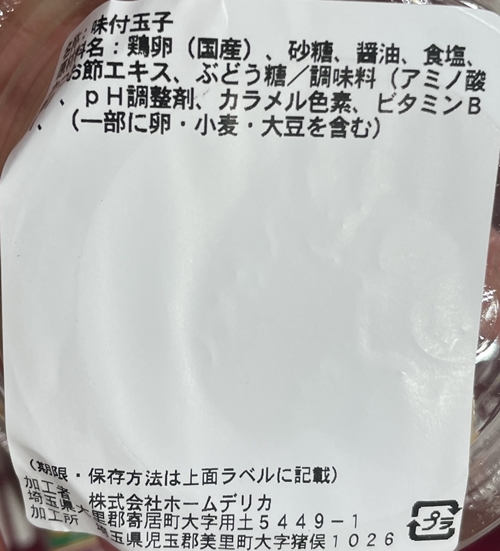 味付玉子
料名：鶏卵（国産）、砂糖、醤油、食塩、
お節エキス、ぶどう糖／調味料（アミノ酸
、ｐＨ調整剤、カラメル色素、ビタミンＢ
、（一部に卵・小麦・大豆を含む）
（期限・保存方法は上面ラベルに記載）
加工者 株式会社ホームデリカ
埼玉県大里郡寄居町大字用土５４４９－１
加工所 埼玉県児玉郡美里町大字猪俣１０２６
プラ